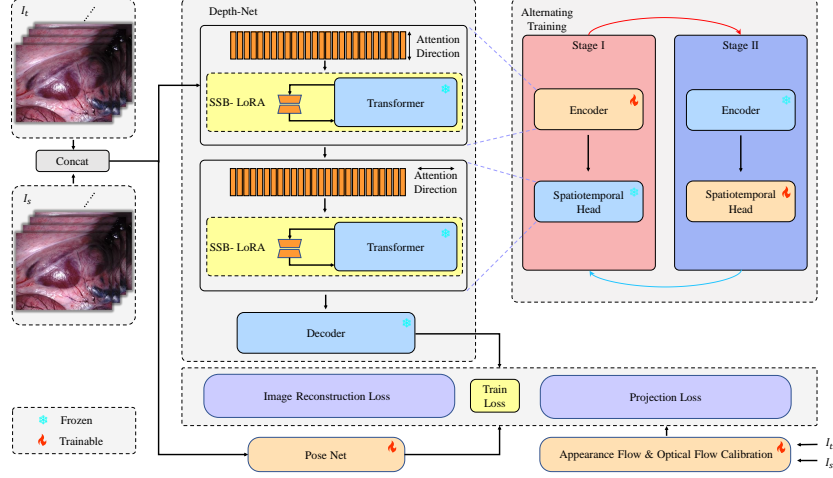 I_t
Concat
I_s
Depth-Net
Attention
Direction
SSB- LoRA
Transformer
Attention
Direction
SSB- LoRA
Transformer
Decoder
Alternating
Training
Stage I
Encoder
Spatiotemporal
Head
Stage II
Encoder
Spatiotemporal
Head
Image Reconstruction Loss
Train
Loss
Projection Loss
Frozen
Trainable
Pose Net
Appearance Flow & Optical Flow Calibration
I_t
I_s